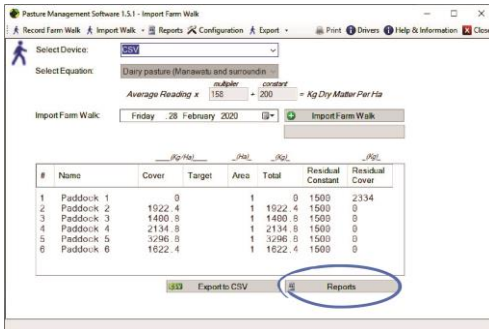 Pasture Management Software 1.5.1 - Import Farm Walk
Record Farm Walk Import Walk Reports Configuration Export Print Drivers Help & Information Close
Select Device: CSV
Select Equation: Dairy pasture (Manawatu and surroundin
multiplier constant
Average Reading x 158 + 200 = Kg Dry Matter Per Ha
Import Farm Walk: Friday , 28 February 2020 Import Farm Walk
(Kg/Ha) (Ha) (Kg) (Kg)
# Name Cover Target Area Total Residual Constant Residual Cover
1 Paddock 1 0 1 0 1500 2334
2 Paddock 2 1922.4 1 1922.4 1500 0
3 Paddock 3 1400.8 1 1400.8 1500 0
4 Paddock 4 2134.8 1 2134.8 1500 0
5 Paddock 5 3296.8 1 3296.8 1500 0
6 Paddock 6 1622.4 1 1622.4 1500 0
Export to CSV Reports